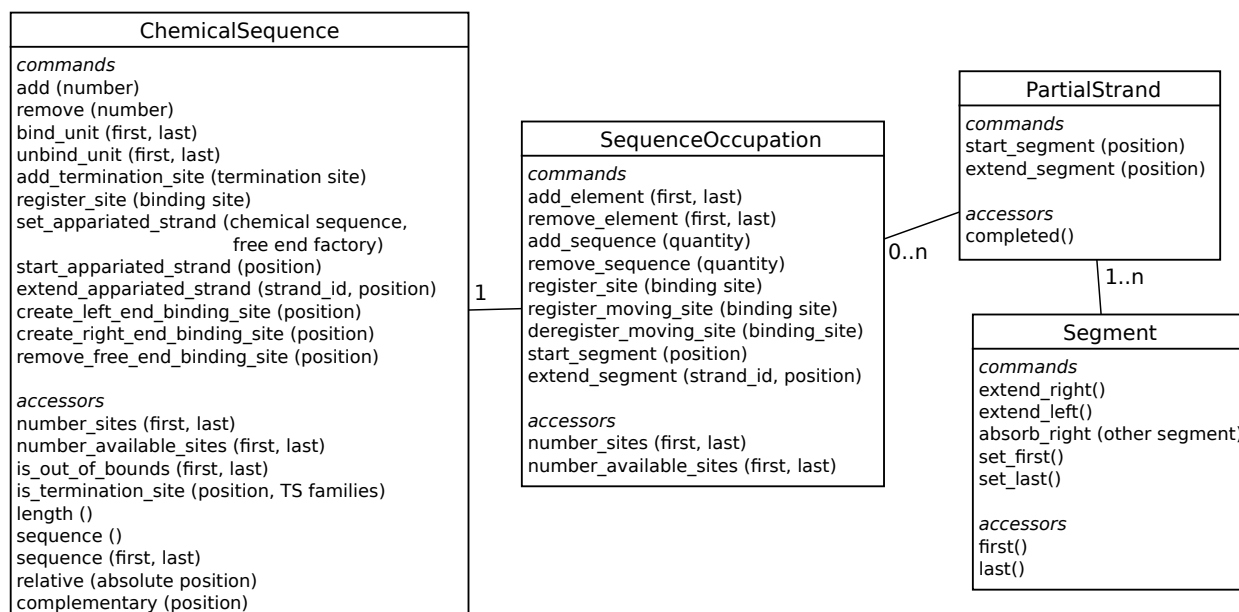 ChemicalSequence
commands
add (number)
remove (number)
bind_unit (first, last)
unbind_unit (first, last)
add_termination_site (termination site)
register_site (binding site)
set_appariated_strand (chemical sequence,
free end factory)
start_appariated_strand (position)
extend_appariated_strand (strand_id, position)
create_left_end_binding_site (position)
create_right_end_binding_site (position)
remove_free_end_binding_site (position)
accessors
number_sites (first, last)
number_available_sites (first, last)
is_out_of_bounds (first, last)
is_termination_site (position, TS families)
length ()
sequence ()
sequence (first, last)
relative (absolute position)
complementary (position)
1
SequenceOccupation
commands
add_element (first, last)
remove_element (first, last)
add_sequence (quantity)
remove_sequence (quantity)
register_site (binding site)
register_moving_site (binding site)
deregister_moving_site (binding_site)
start_segment (position)
extend_segment (strand_id, position)
accessors
number_sites (first, last)
number_available_sites (first, last)
0..n
PartialStrand
commands
start_segment (position)
extend_segment (position)
accessors
completed()
1..n
Segment
commands
extend_right()
extend_left()
absorb_right (other segment)
set_first()
set_last()
accessors
first()
last()